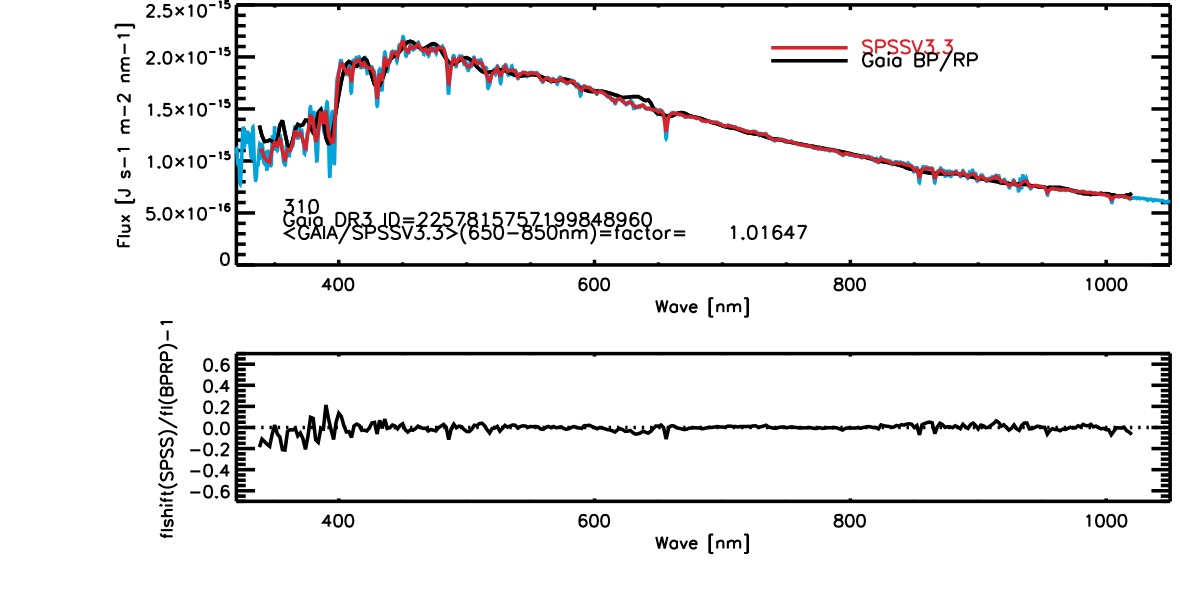 2.5×10−15
2.0×10−15
1.5×10−15
1.0×10−15
5.0×10−16
0
Flux [J s−1 m−2 nm−1]
SPSSV3.3
Gaia BP/RP
310
Gaia DR3 ID=2257815757199848960
<GAIA/SPSSV3.3>(650−850nm)=factor= 1.01647
400 600 800 1000
Wave [nm]
0.6
0.4
0.2
0.0
−0.2
−0.4
−0.6
flshift(SPSS)/fl(BPRP)−1
400 600 800 1000
Wave [nm]